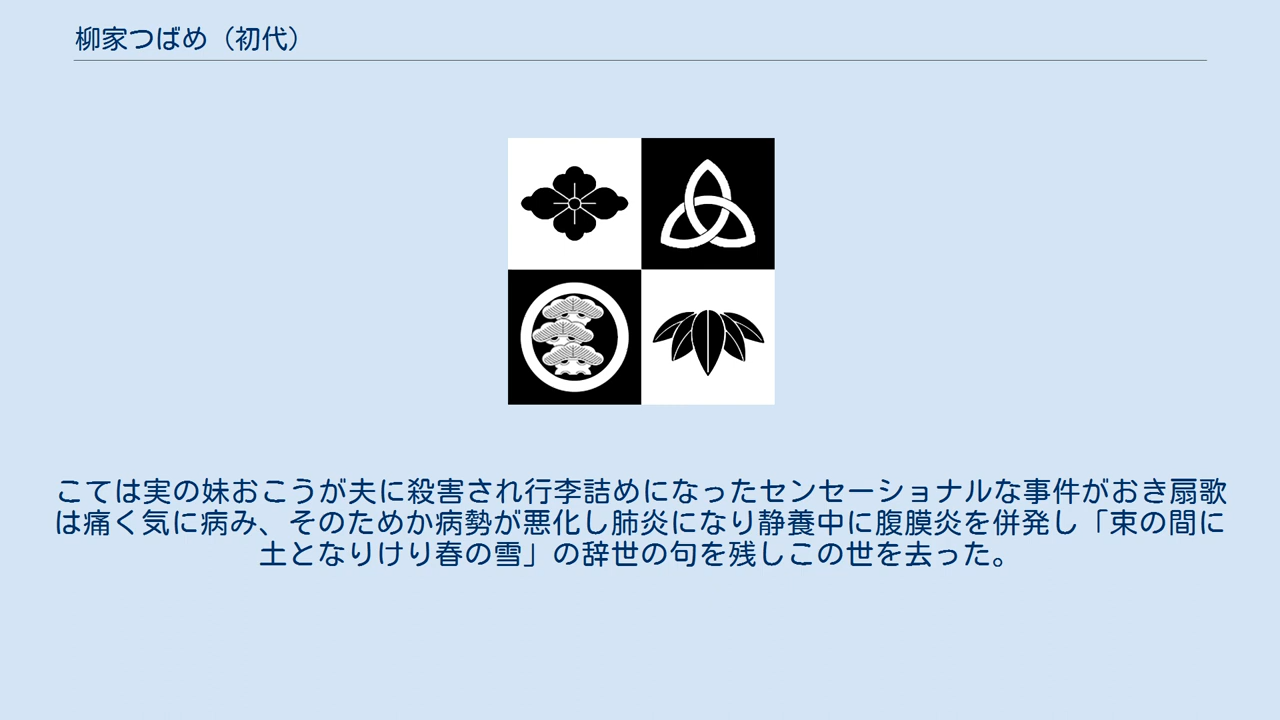 柳家つばめ（初代）
こては実の妹おこうが夫に殺害され行李詰めになったセンセーショナルな事件がおき扇歌
は痛く気に病み、そのためか病勢が悪化し肺炎になり静養中に腹膜炎を併発し「束の間に
土となりけり春の雪」の辞世の句を残しこの世を去った。